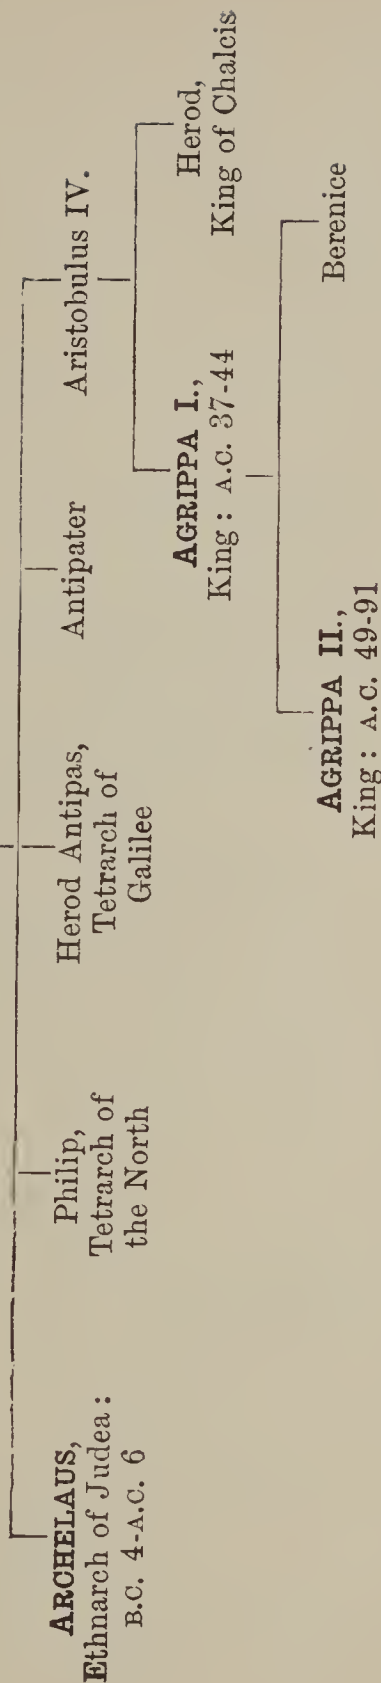 ARCHELAUS,
Ethnarch of Judea:
B.C. 4-A.C. 6
Philip,
Tetrarch of
the North
Herod Antipas,
Tetrarch of
Galilee
Antipater
Aristobulus IV.
AGRIPPA I.,
King: A.C. 37-44
Herod,
King of Chalcis
AGRIPPA II.,
King: A.C. 49-91
Berenice